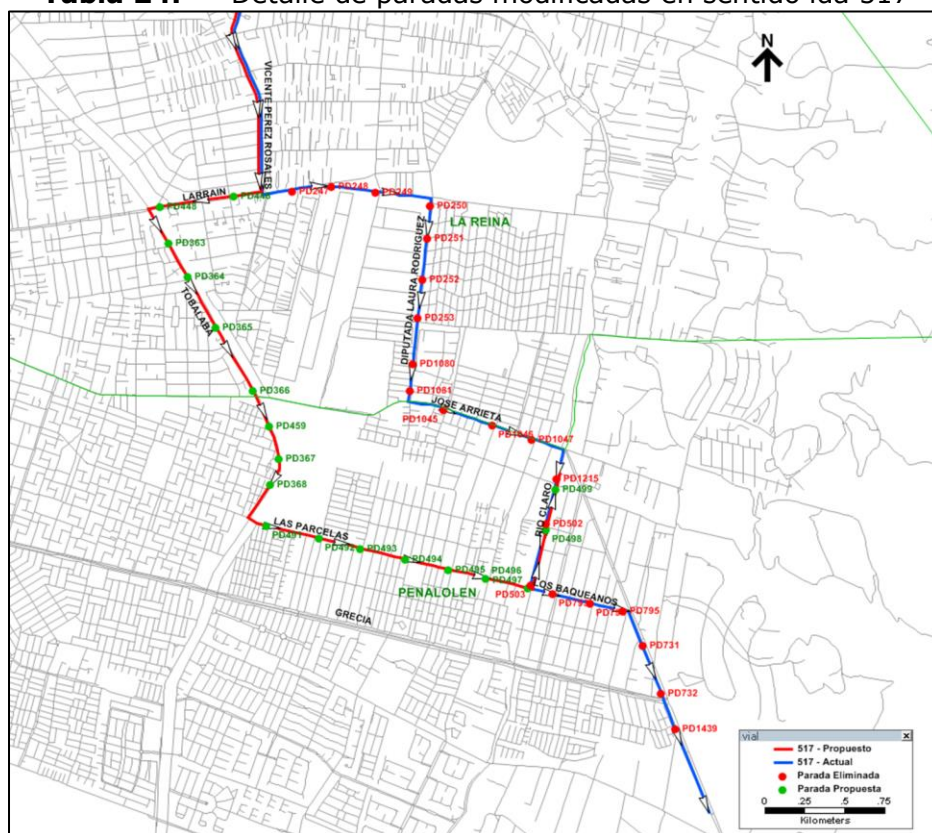 Detalle de paradas modificadas en sentido ida 517
N
VICENTE PEREZ ROSALES
LARRAIN
PD448
PD446
PD247
PD248
PD249
PD250
LA REINA
PD251
PD363
PD364
PD252
DIPUTADA LAURA RODRIGUEZ
TOBALABA
PD365
PD253
PD1080
PD366
PD1081
JOSE ARRIETA
PD1045
PD459
PD1046
PD1047
PD367
PD368
PD1215
PD499
RIO CLARO
LAS PARCELAS
PD491
PD502
PD498
PD492
PD493
PD494
PD495
PD496
PD497
PEÑALOLEN
PD503
LOS BAQUEANOS
PD795
GRECIA
PD731
PD732
PD1439
vial
517 - Propuesto
517 - Actual
Parada Eliminada
Parada Propuesta
0 .25 .5 .75
Kilometers